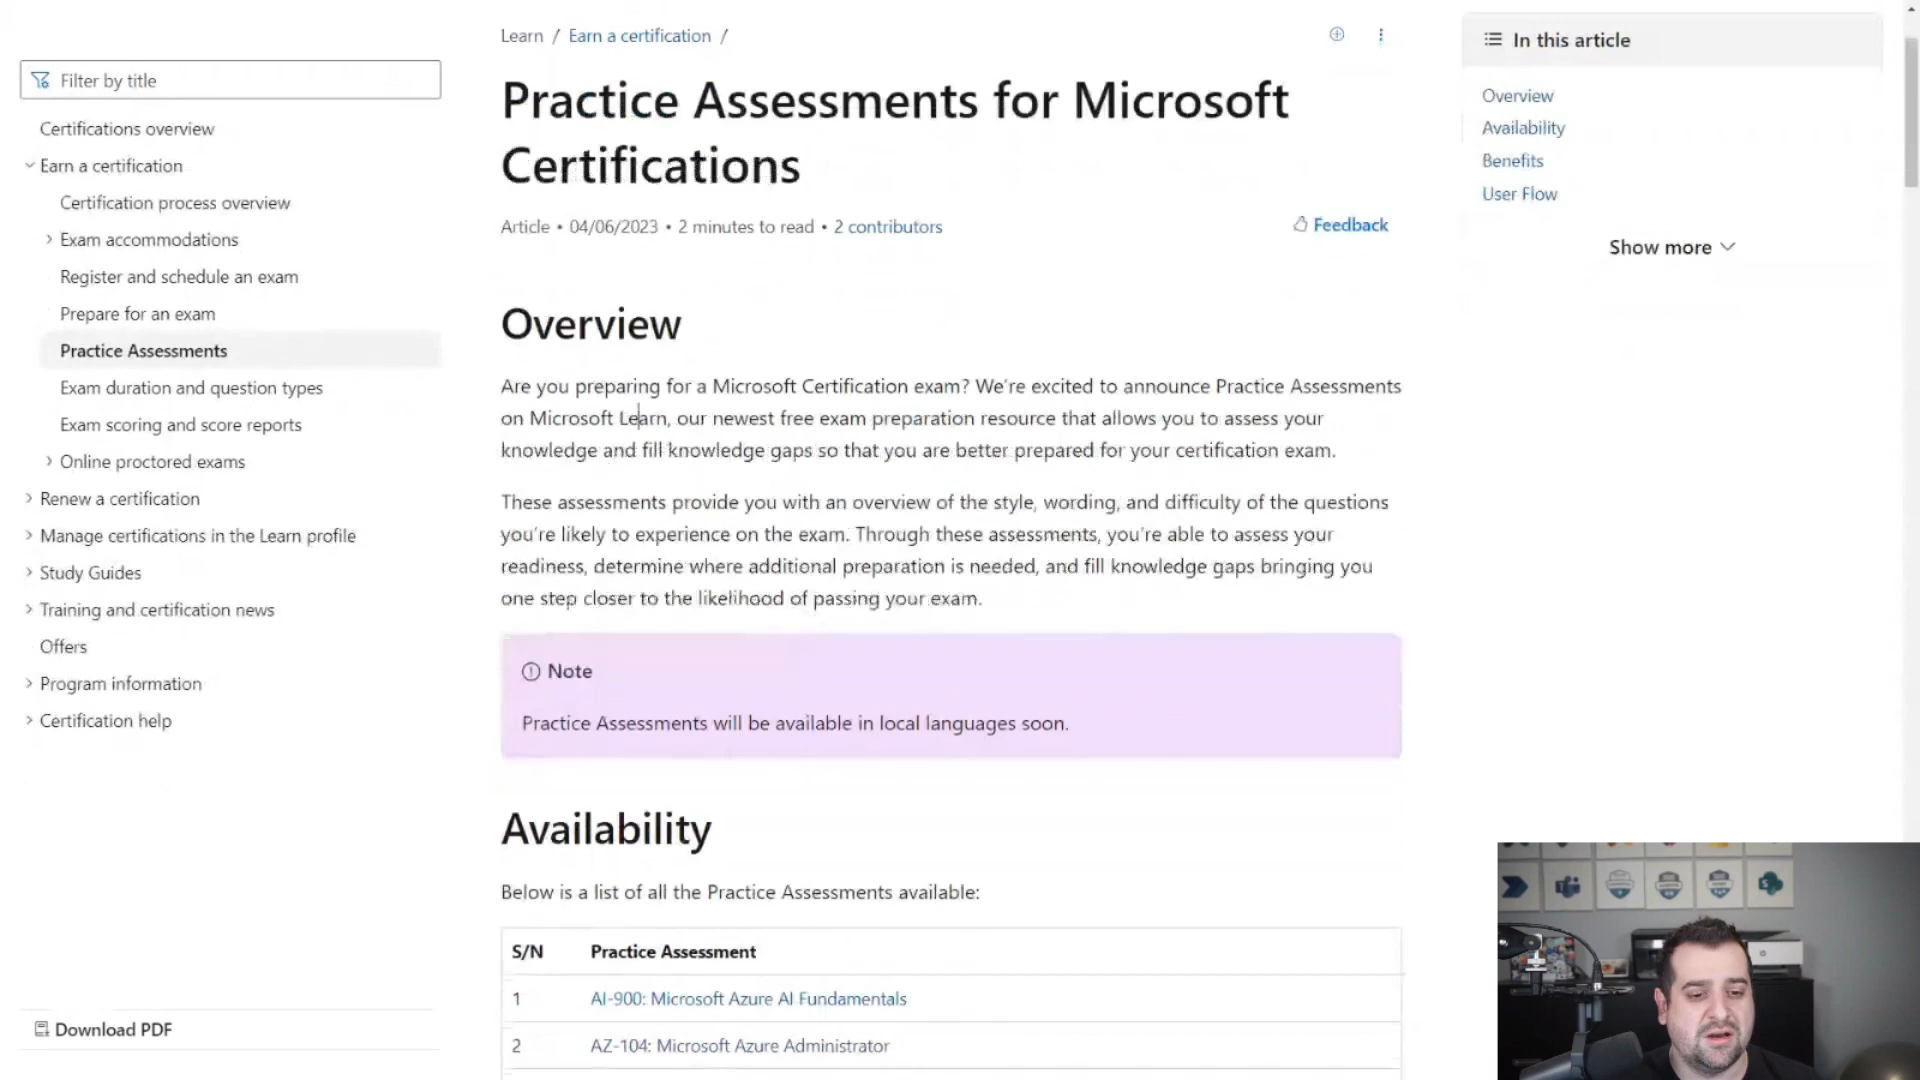 Learn / Earn a certification /
Filter by title
Certifications overview
Earn a certification
Certification process overview
Exam accommodations
Register and schedule an exam
Prepare for an exam
Practice Assessments
Exam duration and question types
Exam scoring and score reports
Online proctored exams
Renew a certification
Manage certifications in the Learn profile
Study Guides
Training and certification news
Offers
Program information
Certification help
Download PDF
Practice Assessments for Microsoft
Certifications
Article • 04/06/2023 • 2 minutes to read • 2 contributors
Feedback
Overview
Are you preparing for a Microsoft Certification exam? We're excited to announce Practice Assessments
on Microsoft Learn, our newest free exam preparation resource that allows you to assess your
knowledge and fill knowledge gaps so that you are better prepared for your certification exam.
These assessments provide you with an overview of the style, wording, and difficulty of the questions
you're likely to experience on the exam. Through these assessments, you're able to assess your
readiness, determine where additional preparation is needed, and fill knowledge gaps bringing you
one step closer to the likelihood of passing your exam.
Note
Practice Assessments will be available in local languages soon.
Availability
Below is a list of all the Practice Assessments available:
S/N Practice Assessment
1 AI-900: Microsoft Azure AI Fundamentals
2 AZ-104: Microsoft Azure Administrator
In this article
Overview
Availability
Benefits
User Flow
Show more